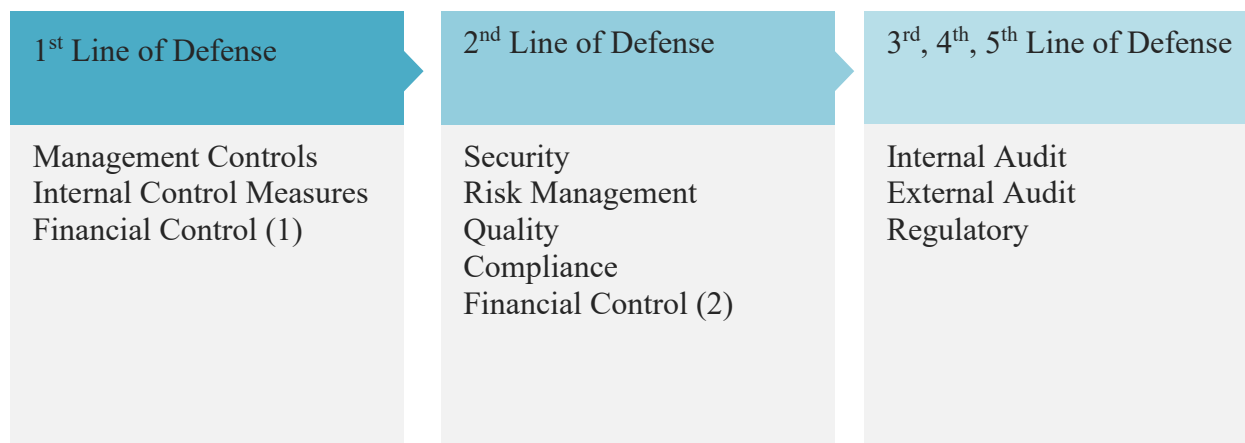 1st Line of Defense
Management Controls
Internal Control Measures
Financial Control (1)
2nd Line of Defense
Security
Risk Management
Quality
Compliance
Financial Control (2)
3rd, 4th, 5th Line of Defense
Internal Audit
External Audit
Regulatory